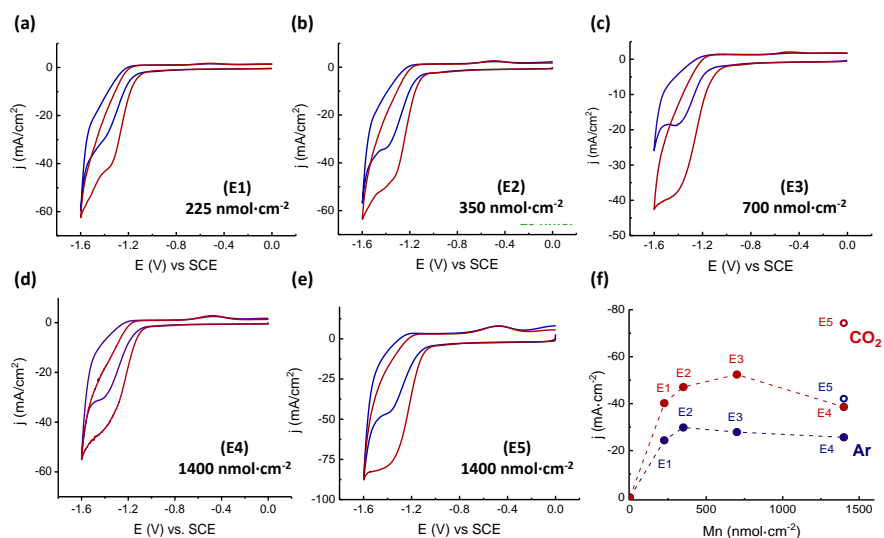 (a)
0
-20
-40
-60
j (mA/cm²)
(E1)
225 nmol·cm⁻²
-1.6
-1.2
-0.8
-0.4
0.0
E (V) vs SCE
(b)
0
-20
-40
-60
j (mA/cm²)
(E2)
350 nmol·cm⁻²
-1.6
-1.2
-0.8
-0.4
0.0
E (V) vs SCE
(c)
10
0
-10
-20
-30
-40
-50
j (mA/cm²)
(E3)
700 nmol·cm⁻²
-1.6
-1.2
-0.8
-0.4
0.0
E (V) vs SCE
(d)
0
-20
-40
-60
j (mA/cm²)
(E4)
1400 nmol·cm⁻²
-1.6
-1.2
-0.8
-0.4
0.0
E (V) vs. SCE
(e)
25
0
-25
-50
-75
-100
j (mA/cm²)
(E5)
1400 nmol·cm⁻²
-1.6
-1.2
-0.8
-0.4
0.0
E (V) vs SCE
(f)
-80
-60
-40
-20
0
j (mA·cm⁻²)
E5
CO₂
E1
E2
E3
E5
E4
E1
E2
E3
E4
Ar
0
500
1000
1500
Mn (nmol·cm⁻²)